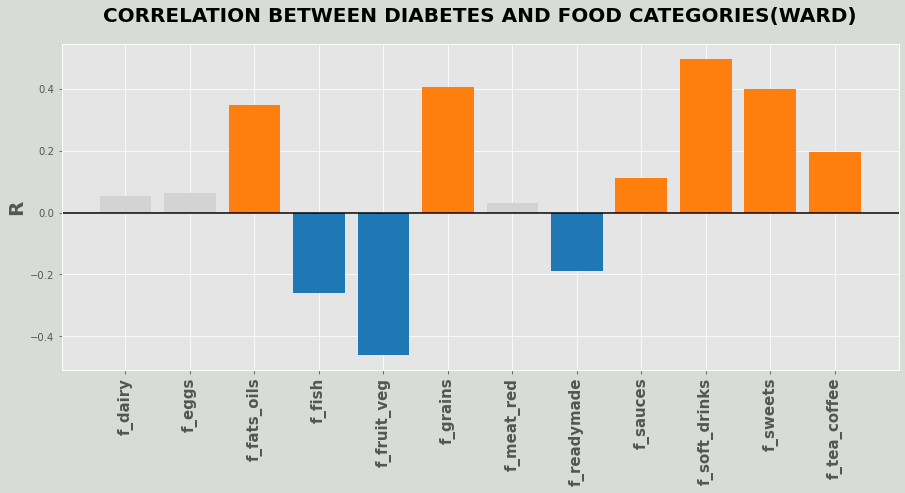 CORRELATION BETWEEN DIABETES AND FOOD CATEGORIES(WARD)
R
0.4
0.2
0.0
−0.2
−0.4
f_dairy
f_eggs
f_fats_oils
f_fish
f_fruit_veg
f_grains
f_meat_red
f_readymade
f_sauces
f_soft_drinks
f_sweets
f_tea_coffee